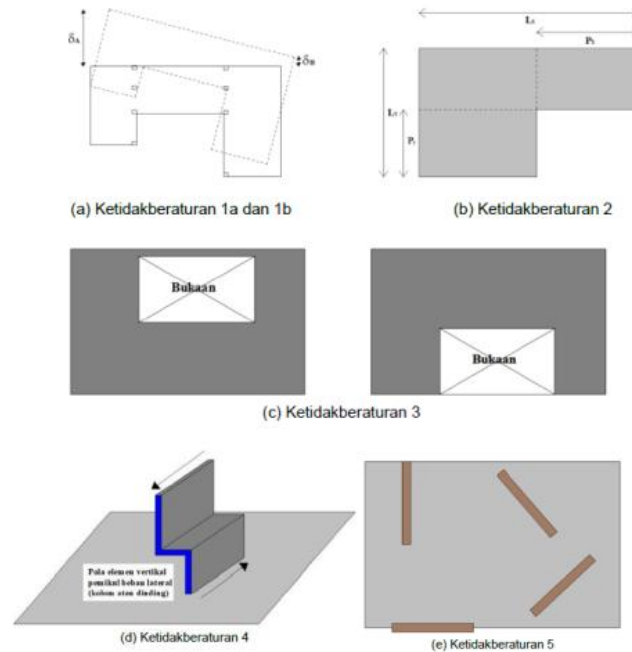 δA
δB
(a) Ketidakberaturan 1a dan 1b
Lx
Px
Ly
Py
(b) Ketidakberaturan 2
Bukaan
Bukaan
(c) Ketidakberaturan 3
Pola elemen vertikal
pemikul beban lateral
(kolom atau dinding)
(d) Ketidakberaturan 4
(e) Ketidakberaturan 5